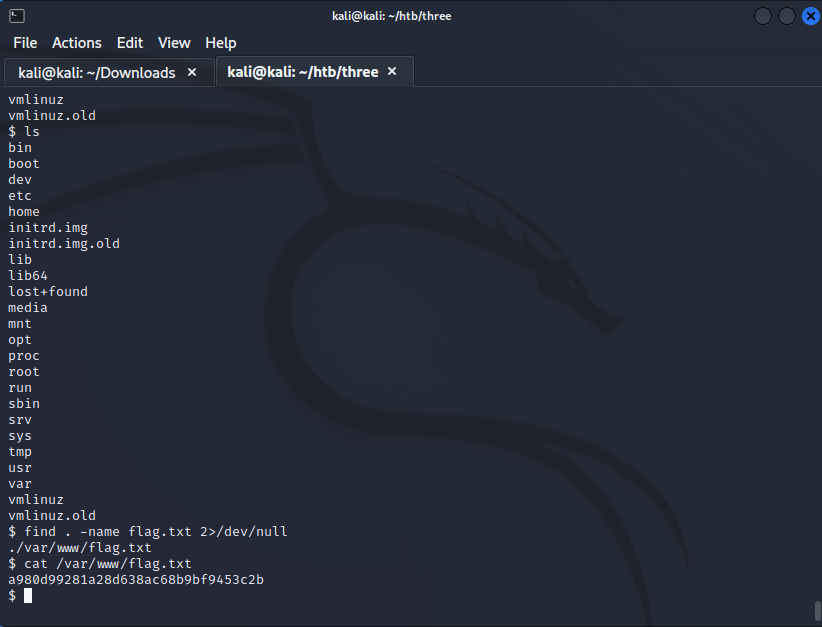 kali@kali: ~/htb/three
File Actions Edit View Help
kali@kali: ~/Downloads × kali@kali: ~/htb/three ×
vmlinuz
vmlinuz.old
$ ls
bin
boot
dev
etc
home
initrd.img
initrd.img.old
lib
lib64
lost+found
media
mnt
opt
proc
root
run
sbin
srv
sys
tmp
usr
var
vmlinuz
vmlinuz.old
$ find . -name flag.txt 2>/dev/null
./var/www/flag.txt
$ cat /var/www/flag.txt
a980d99281a28d638ac68b9bf9453c2b
$